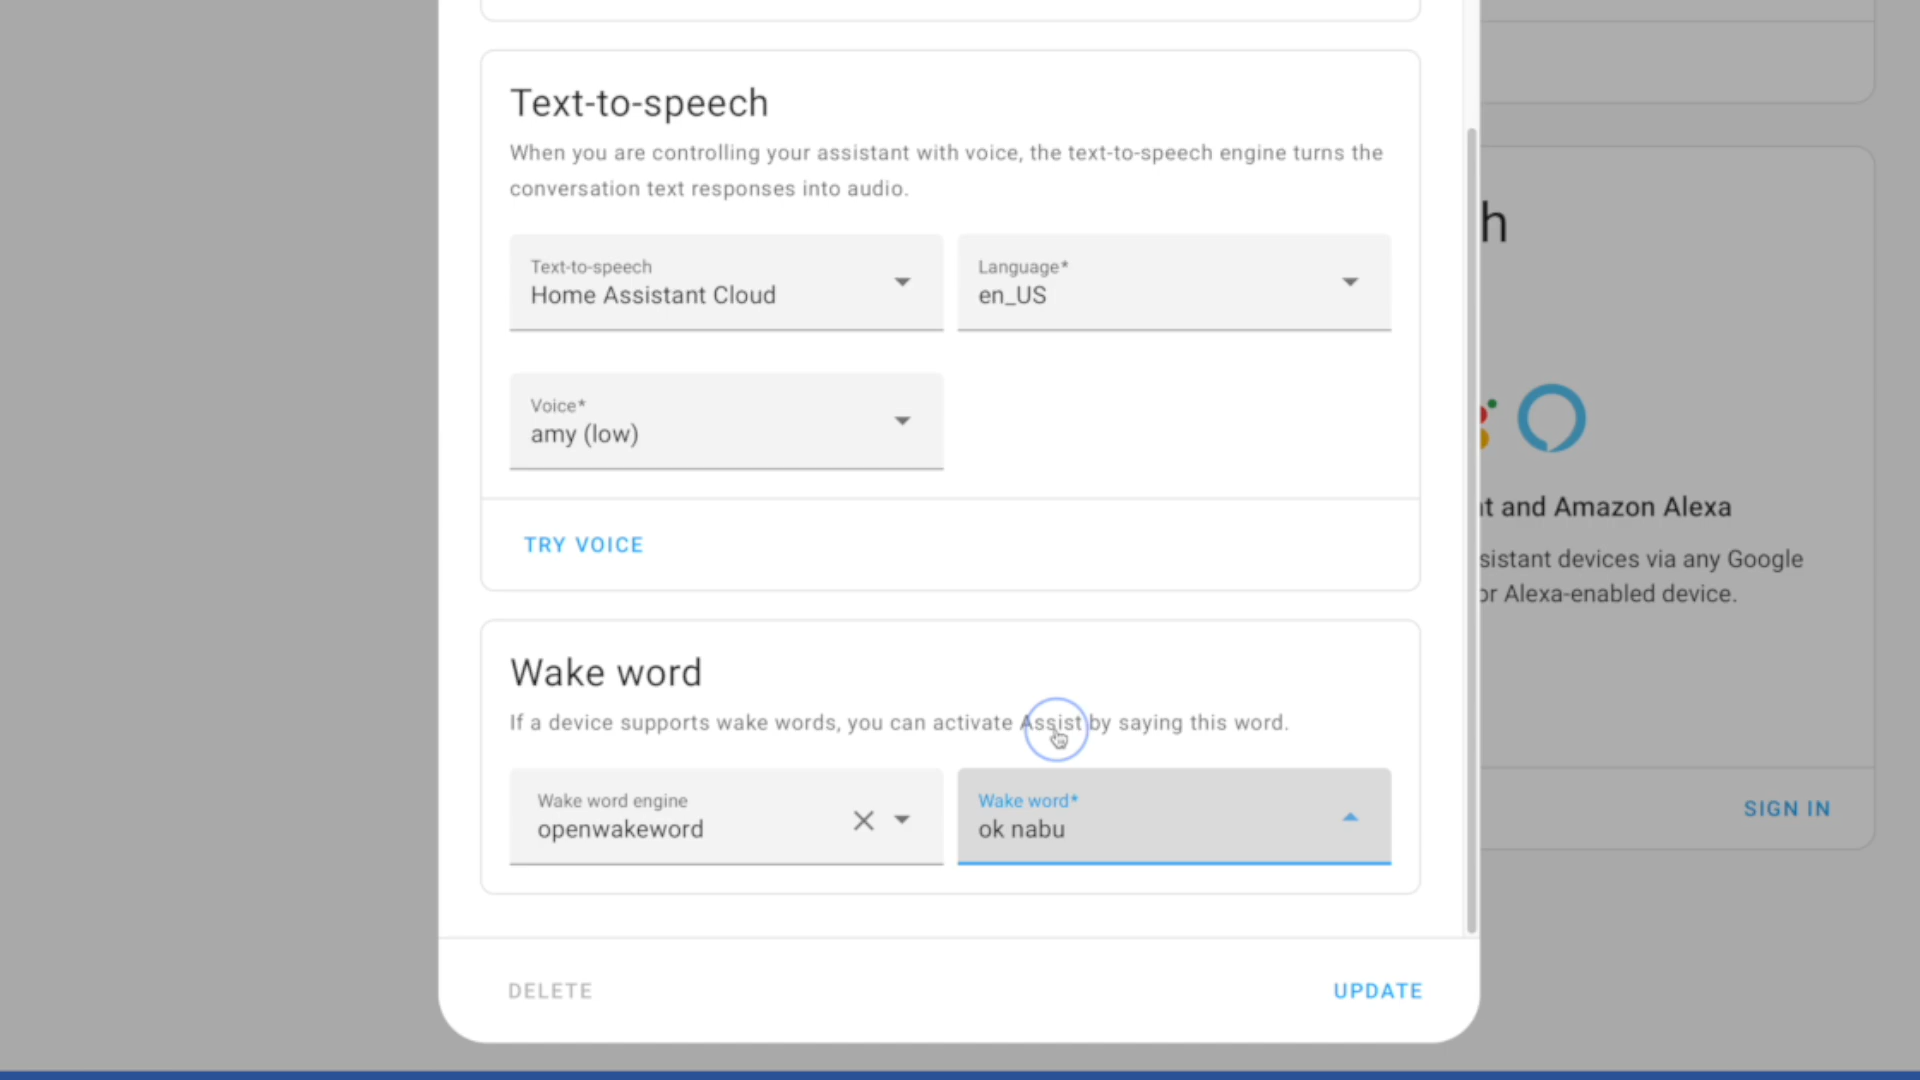 Text-to-speech
When you are controlling your assistant with voice, the text-to-speech engine turns the
conversation text responses into audio.
Text-to-speech
Home Assistant Cloud
Language*
en_US
Voice*
amy (low)
TRY VOICE
Wake word
If a device supports wake words, you can activate Assist by saying this word.
Wake word engine
openwakeword
Wake word*
ok nabu
DELETE
UPDATE
h
t and Amazon Alexa
sistant devices via any Google
or Alexa-enabled device.
SIGN IN